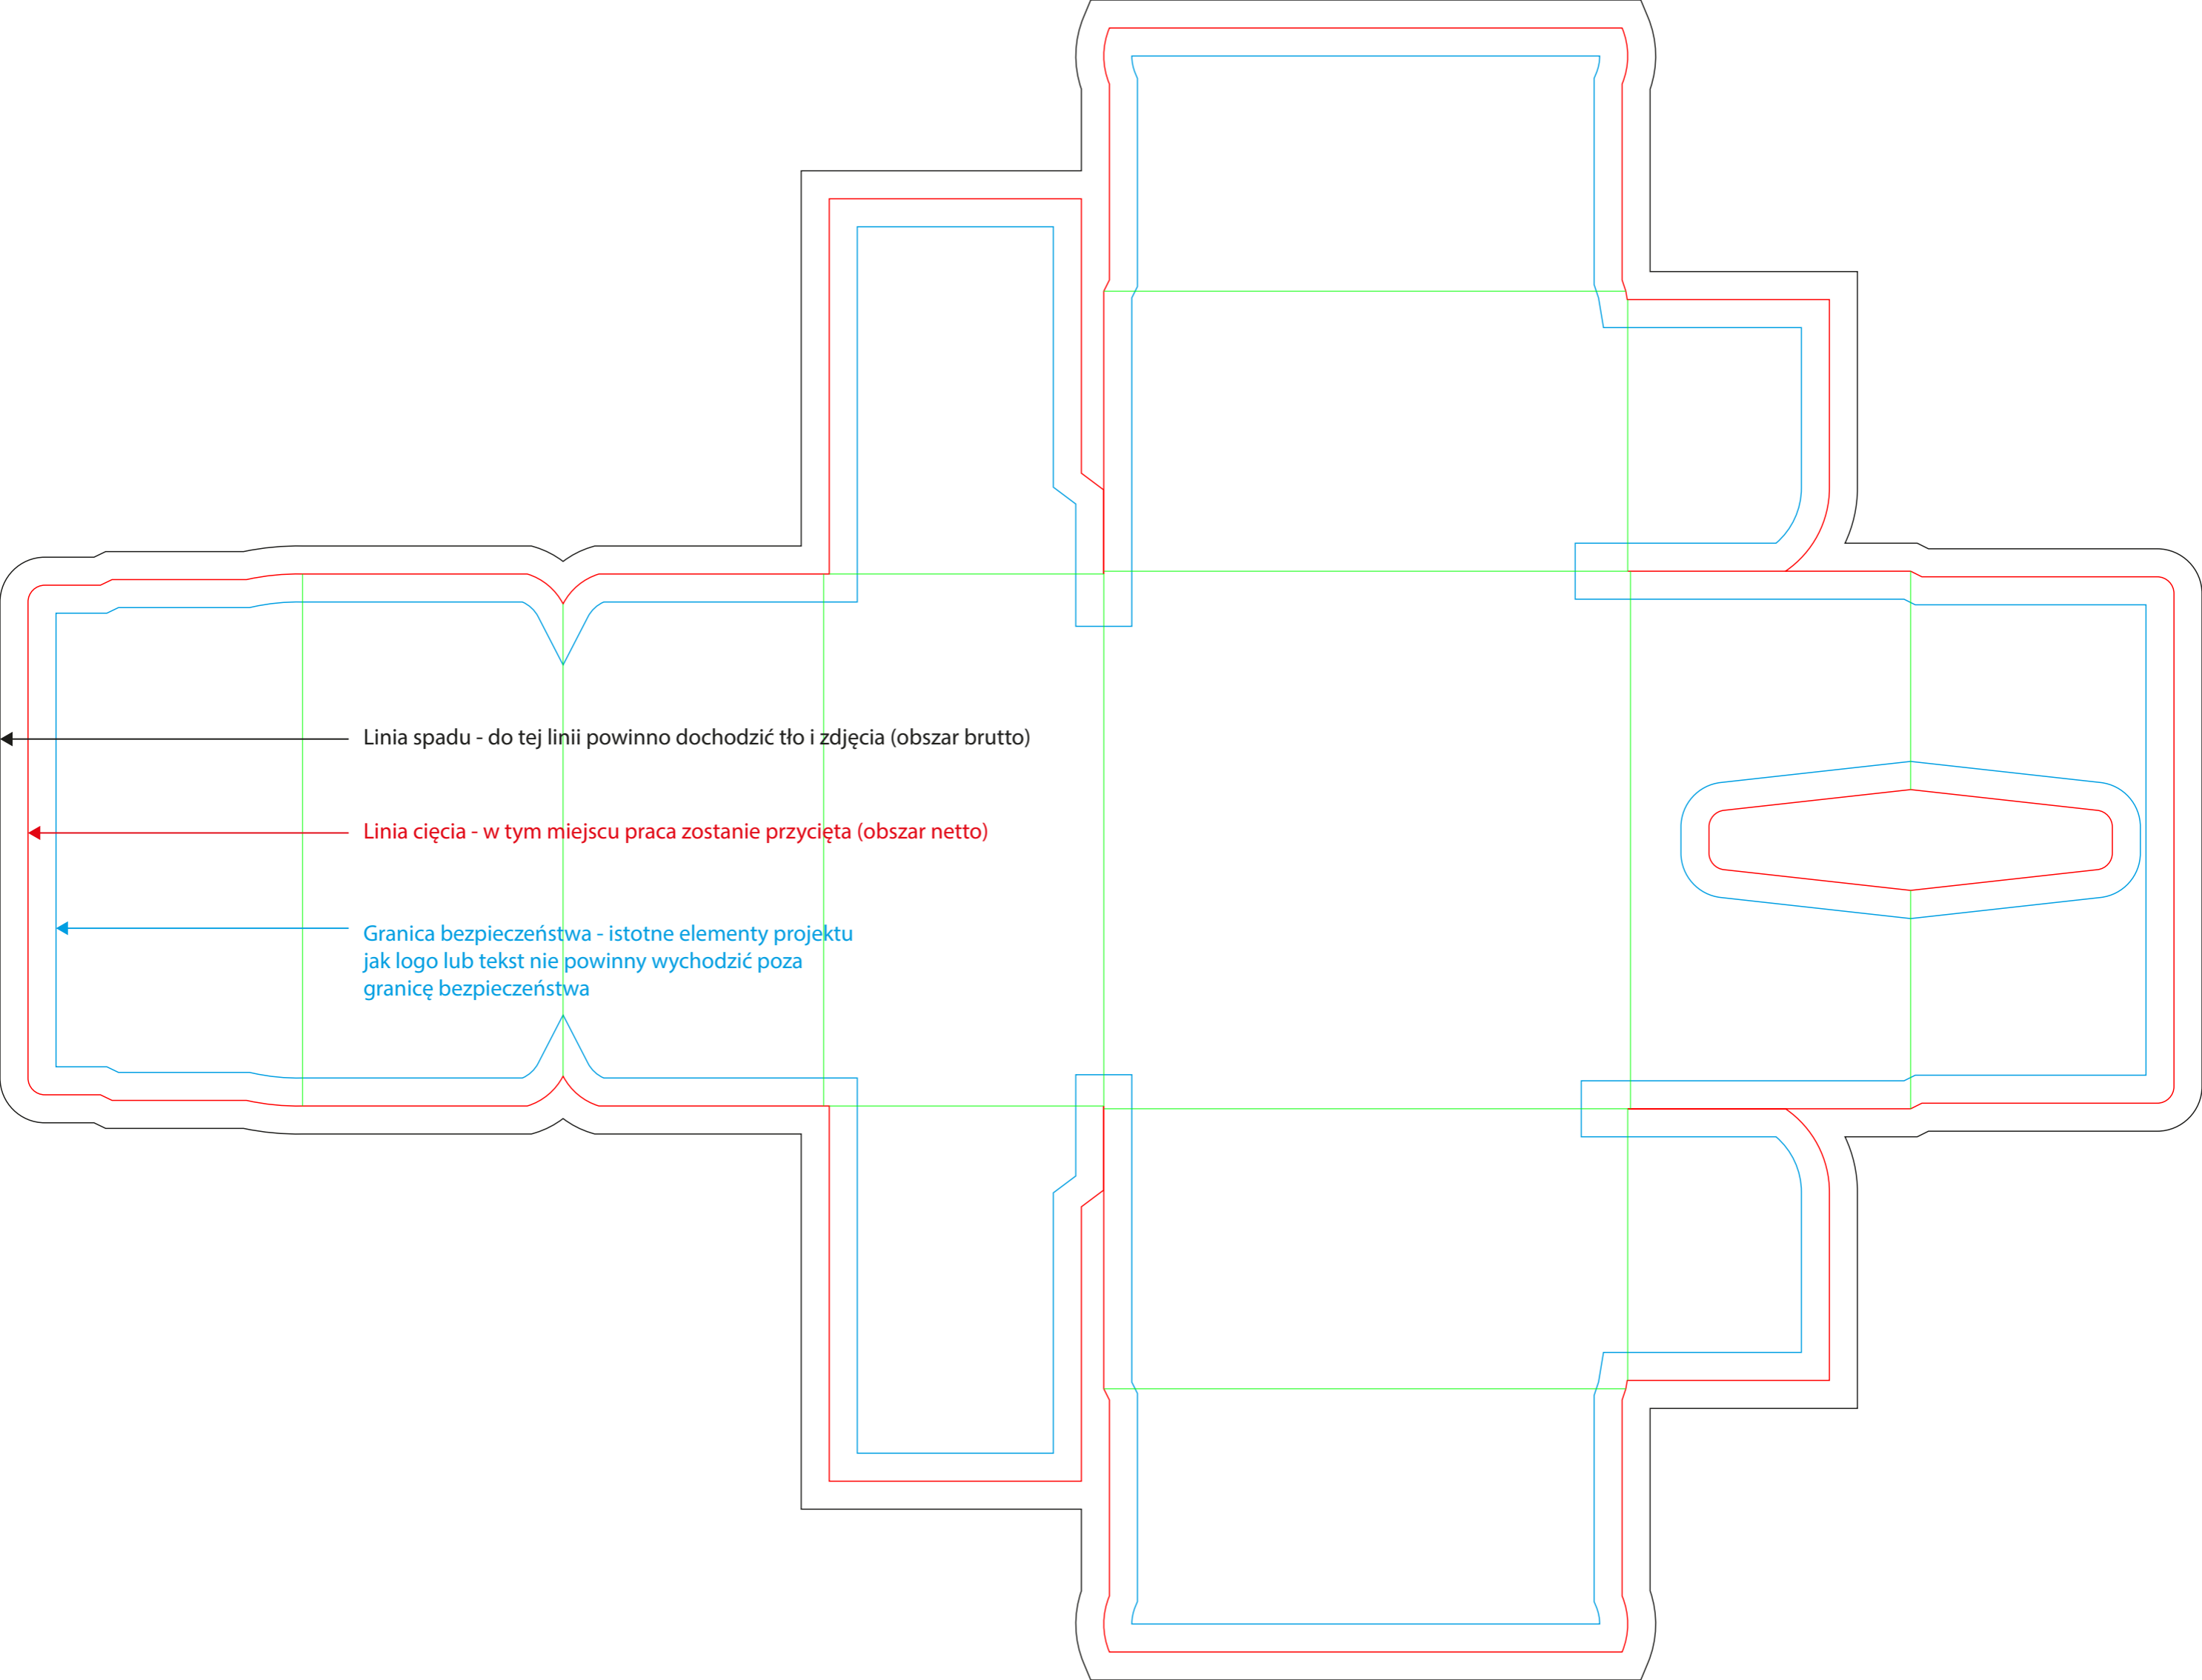 Linia spadu - do tej linii powinno dochodzić tło i zdjęcia (obszar brutto)
Linia cięcia - w tym miejscu praca zostanie przycięta (obszar netto)
Granica bezpieczeństwa - istotne elementy projektu
jak logo lub tekst nie powinny wychodzić poza
granicę bezpieczeństwa